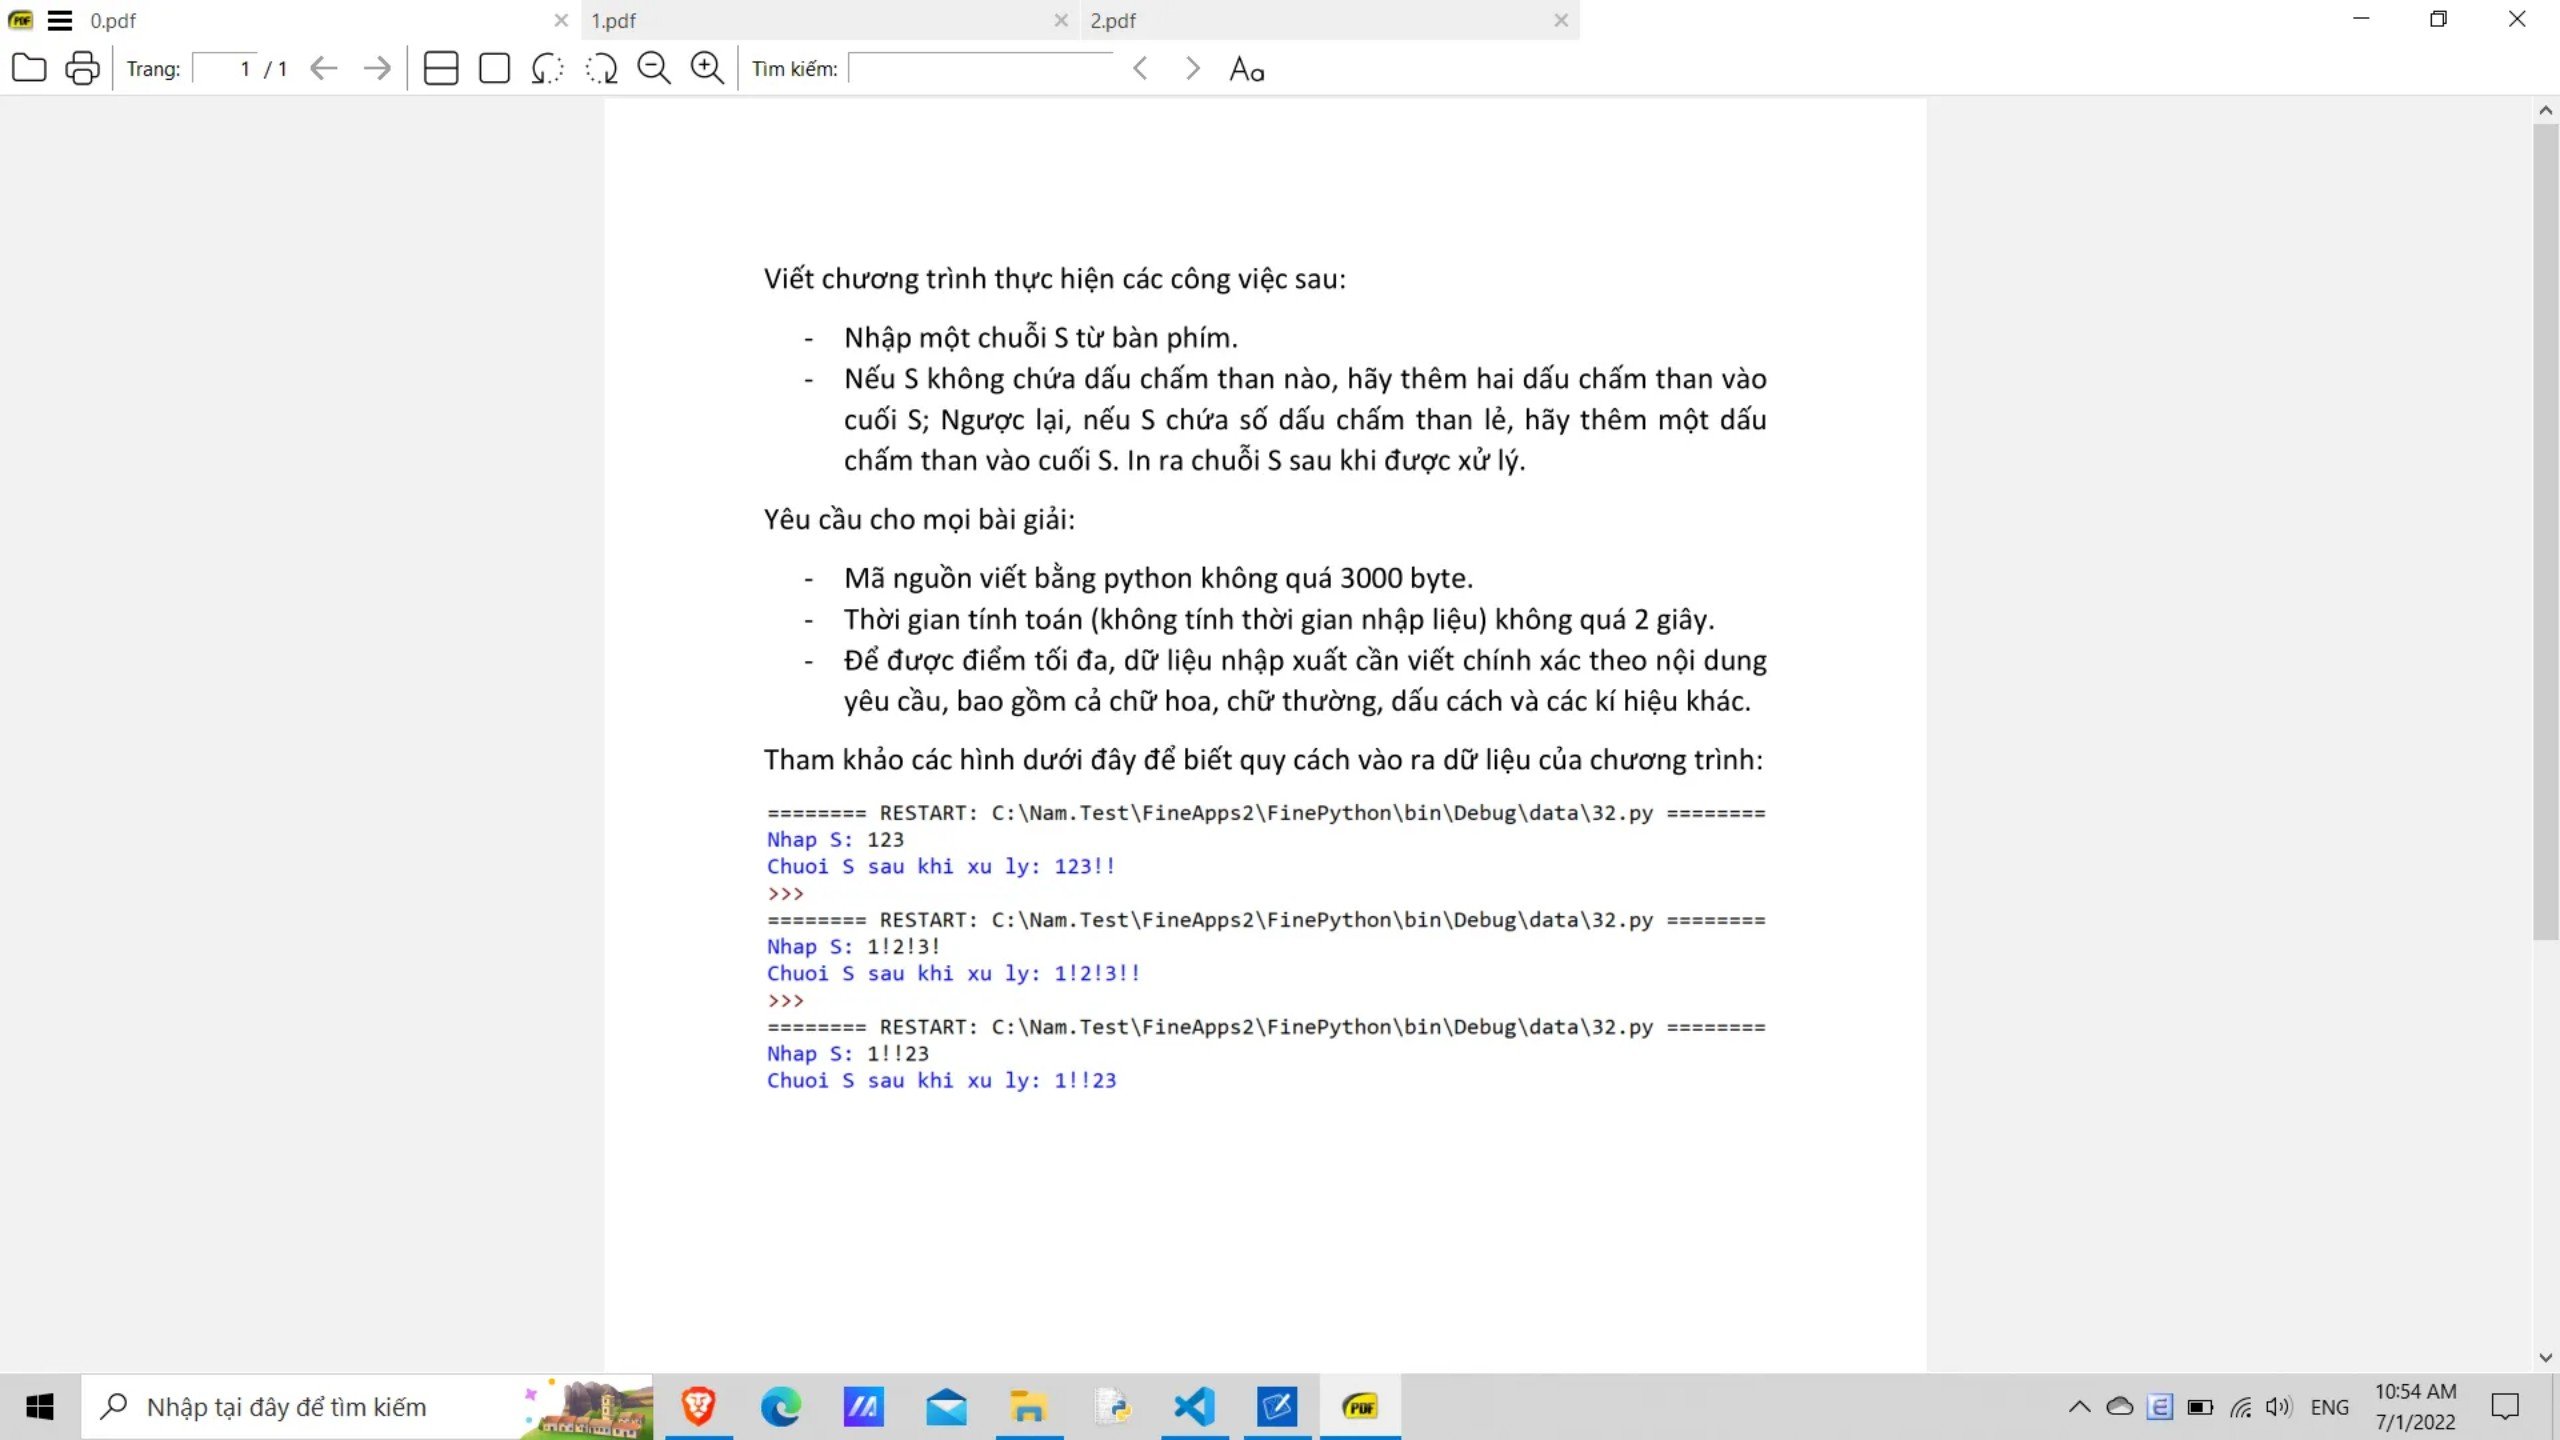 0.pdf
1.pdf
2.pdf
Trang: 1 / 1
Tìm kiếm:
Aa
Viết chương trình thực hiện các công việc sau:
- Nhập một chuỗi S từ bàn phím.
- Nếu S không chứa dấu chấm than nào, hãy thêm hai dấu chấm than vào
cuối S; Ngược lại, nếu S chứa số dấu chấm than lẻ, hãy thêm một dấu
chấm than vào cuối S. In ra chuỗi S sau khi được xử lý.
Yêu cầu cho mọi bài giải:
- Mã nguồn viết bằng python không quá 3000 byte.
- Thời gian tính toán (không tính thời gian nhập liệu) không quá 2 giây.
- Để được điểm tối đa, dữ liệu nhập xuất cần viết chính xác theo nội dung
yêu cầu, bao gồm cả chữ hoa, chữ thường, dấu cách và các kí hiệu khác.
Tham khảo các hình dưới đây để biết quy cách vào ra dữ liệu của chương trình:
======== RESTART: C:\Nam.Test\FineApps2\FinePython\bin\Debug\data\32.py ========
Nhap S: 123
Chuoi S sau khi xu ly: 123!!
>>>
======== RESTART: C:\Nam.Test\FineApps2\FinePython\bin\Debug\data\32.py ========
Nhap S: 1!2!3!
Chuoi S sau khi xu ly: 1!2!3!!
>>>
======== RESTART: C:\Nam.Test\FineApps2\FinePython\bin\Debug\data\32.py ========
Nhap S: 1!!23
Chuoi S sau khi xu ly: 1!!23
Nhập tại đây để tìm kiếm
PDF
ENG
10:54 AM
7/1/2022